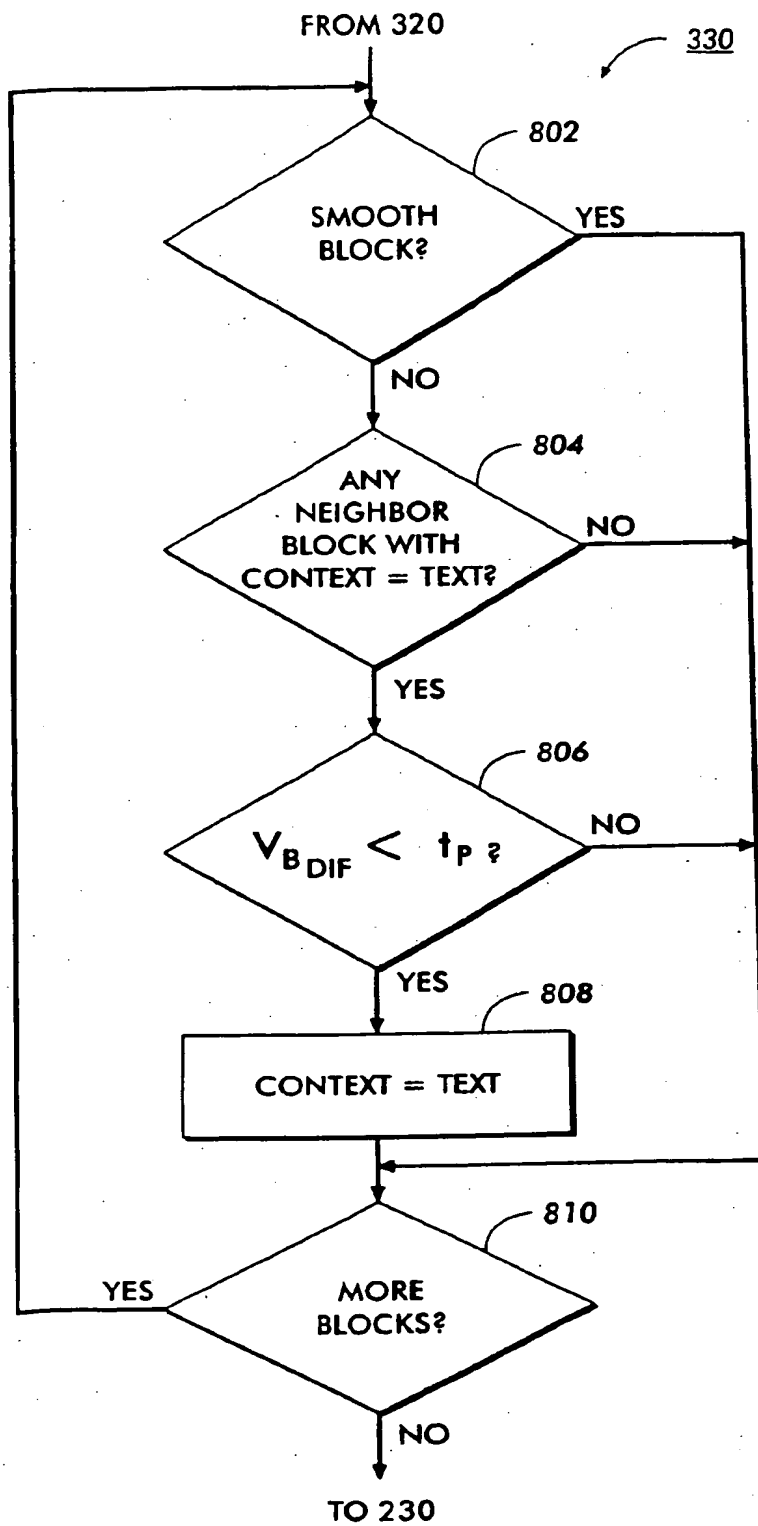 FROM 320
330
802
SMOOTH
BLOCK?
YES
NO
804
ANY
NEIGHBOR
BLOCK WITH
CONTEXT = TEXT?
NO
YES
806
V_B_DIF < t_P ?
NO
YES
808
CONTEXT = TEXT
810
YES
MORE
BLOCKS?
NO
TO 230